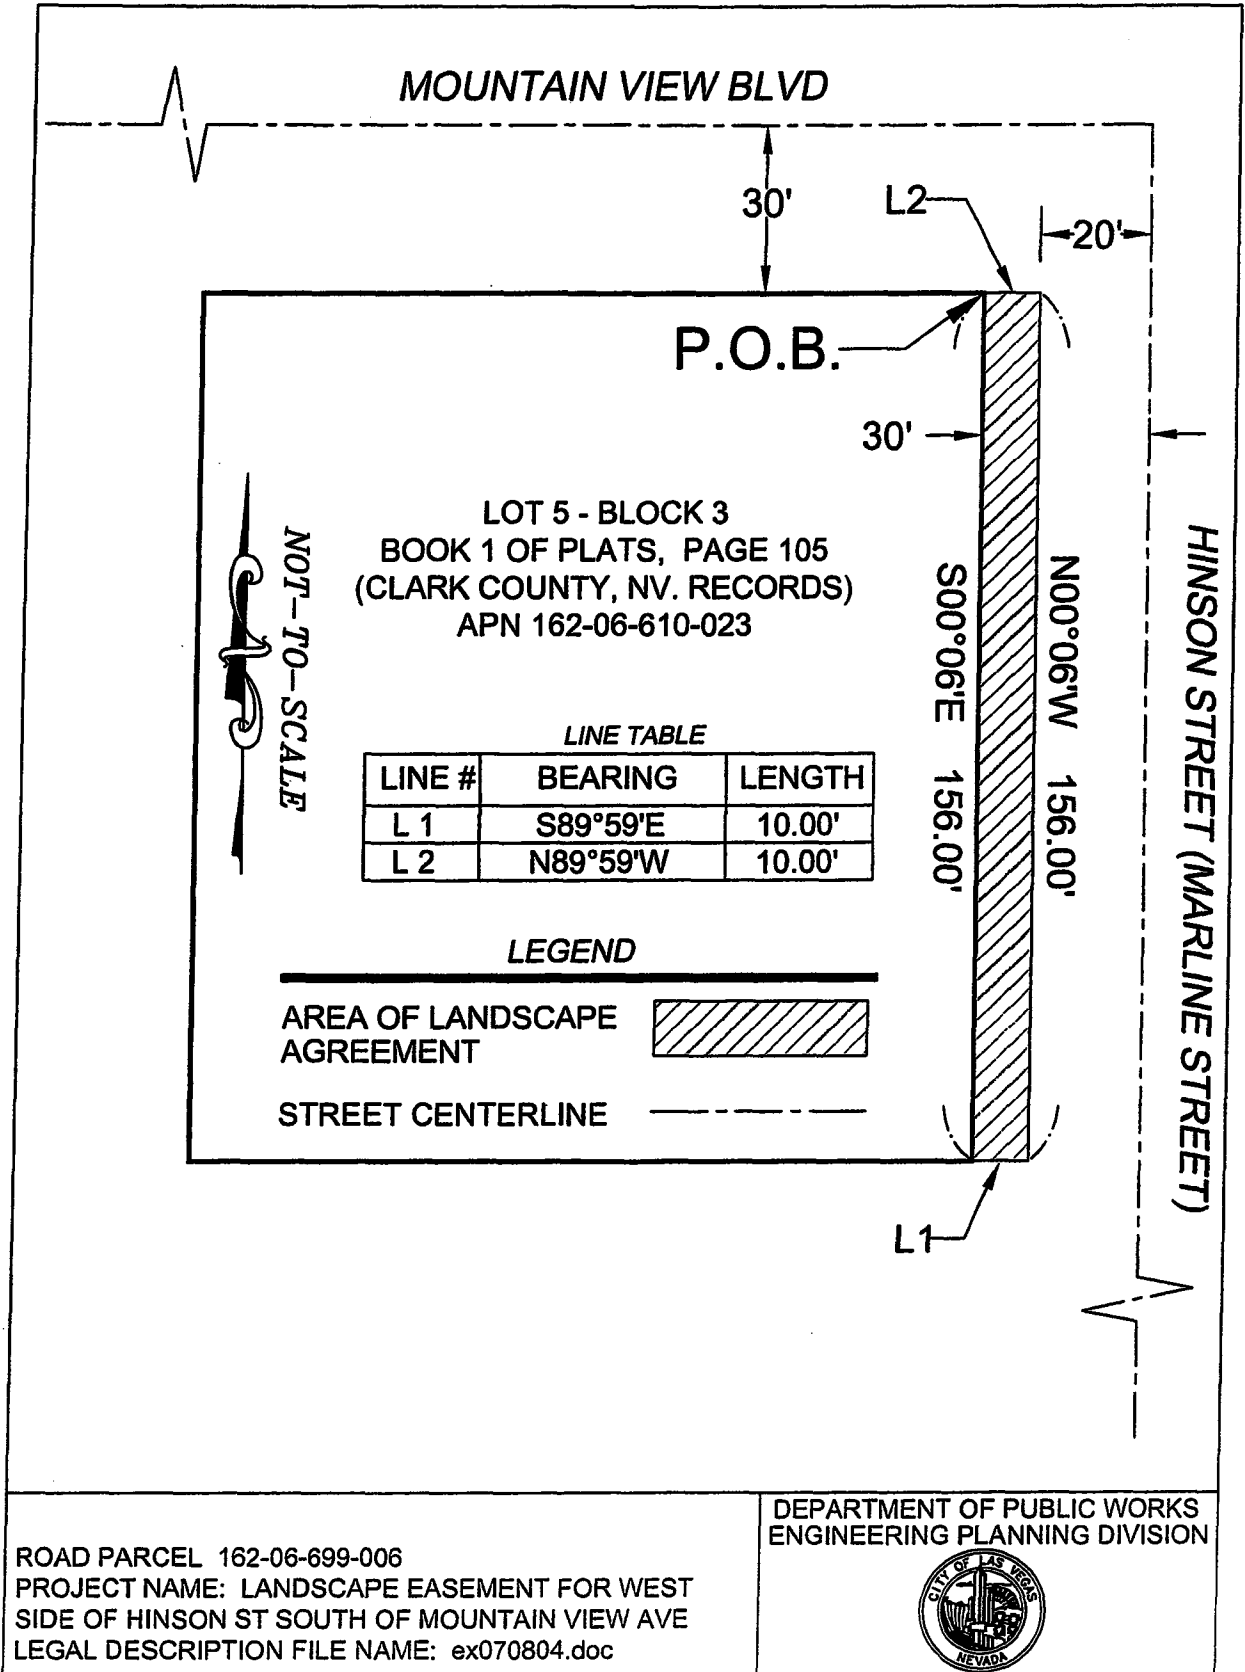 MOUNTAIN VIEW BLVD
30'
L2
20'
P.O.B.
30'
LOT 5 - BLOCK 3
BOOK 1 OF PLATS, PAGE 105
(CLARK COUNTY, NV. RECORDS)
APN 162-06-610-023
NOT-TO-SCALE
S00°06'E 156.00'
N00°06'W 156.00'
HINSON STREET (MARLINE STREET)
LINE TABLE
LINE # BEARING LENGTH
L 1 S89°59'E 10.00'
L 2 N89°59'W 10.00'
LEGEND
AREA OF LANDSCAPE
AGREEMENT
STREET CENTERLINE
L1
ROAD PARCEL 162-06-699-006
PROJECT NAME: LANDSCAPE EASEMENT FOR WEST
SIDE OF HINSON ST SOUTH OF MOUNTAIN VIEW AVE
LEGAL DESCRIPTION FILE NAME: ex070804.doc
DEPARTMENT OF PUBLIC WORKS
ENGINEERING PLANNING DIVISION
CITY OF LAS VEGAS
NEVADA